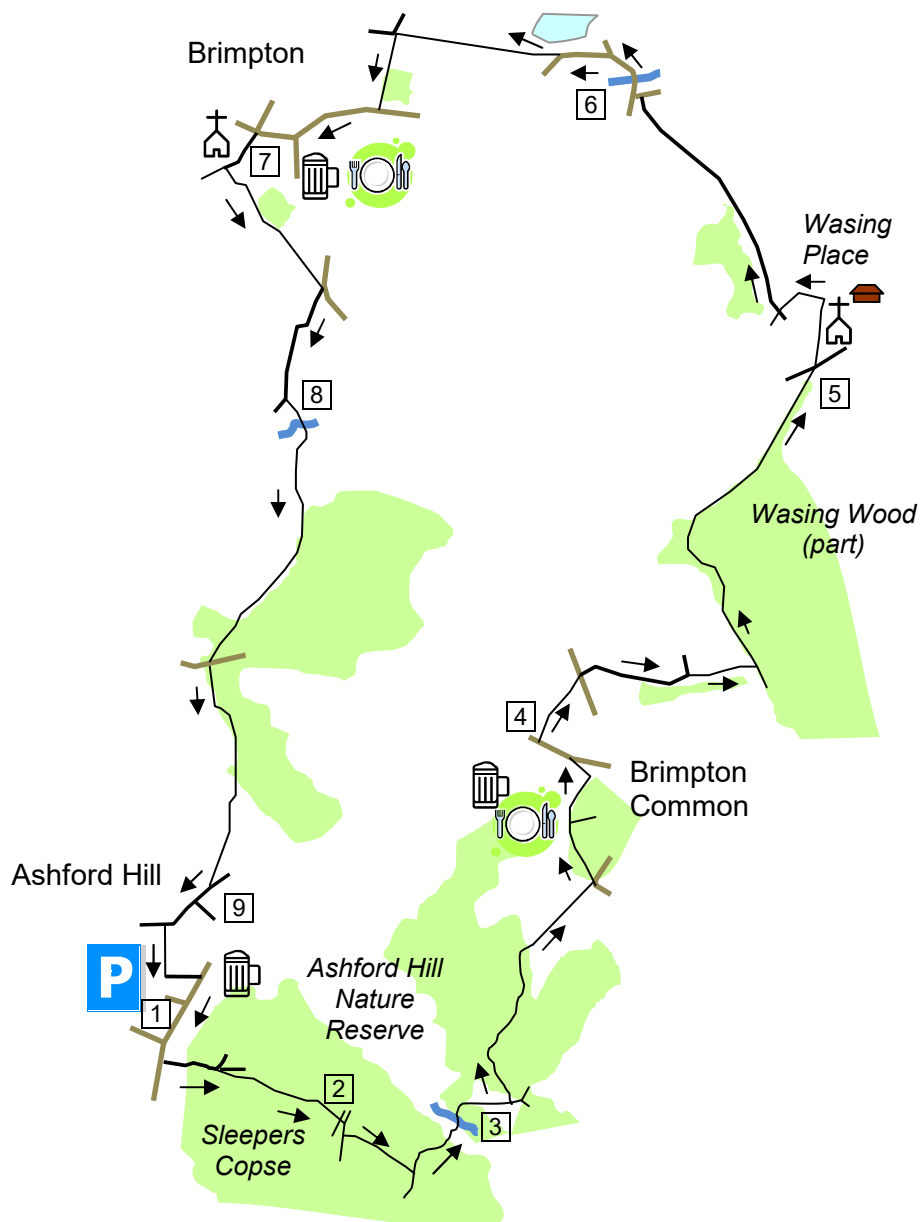 Brimpton
6
7
Wasing
Place
8
5
Wasing Wood
(part)
4
Brimpton
Common
Ashford Hill
9
P
Ashford Hill
Nature
Reserve
1
2
3
Sleepers
Copse